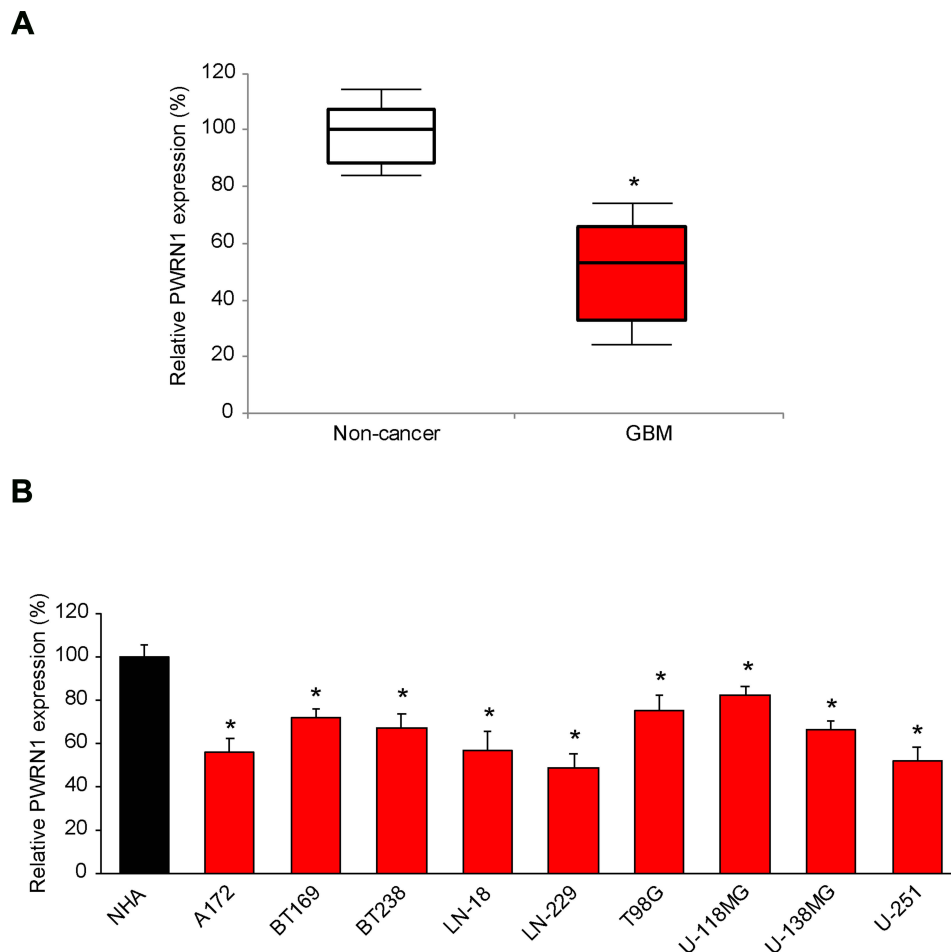 A
Relative PWRN1 expression (%)
120
100
80
60
40
20
0
*
Non-cancer
GBM
B
Relative PWRN1 expression (%)
120
100
80
60
40
20
0
*
*
*
*
*
*
*
*
*
NHA
A172
BT169
BT238
LN-18
LN-229
T98G
U-118MG
U-138MG
U-251